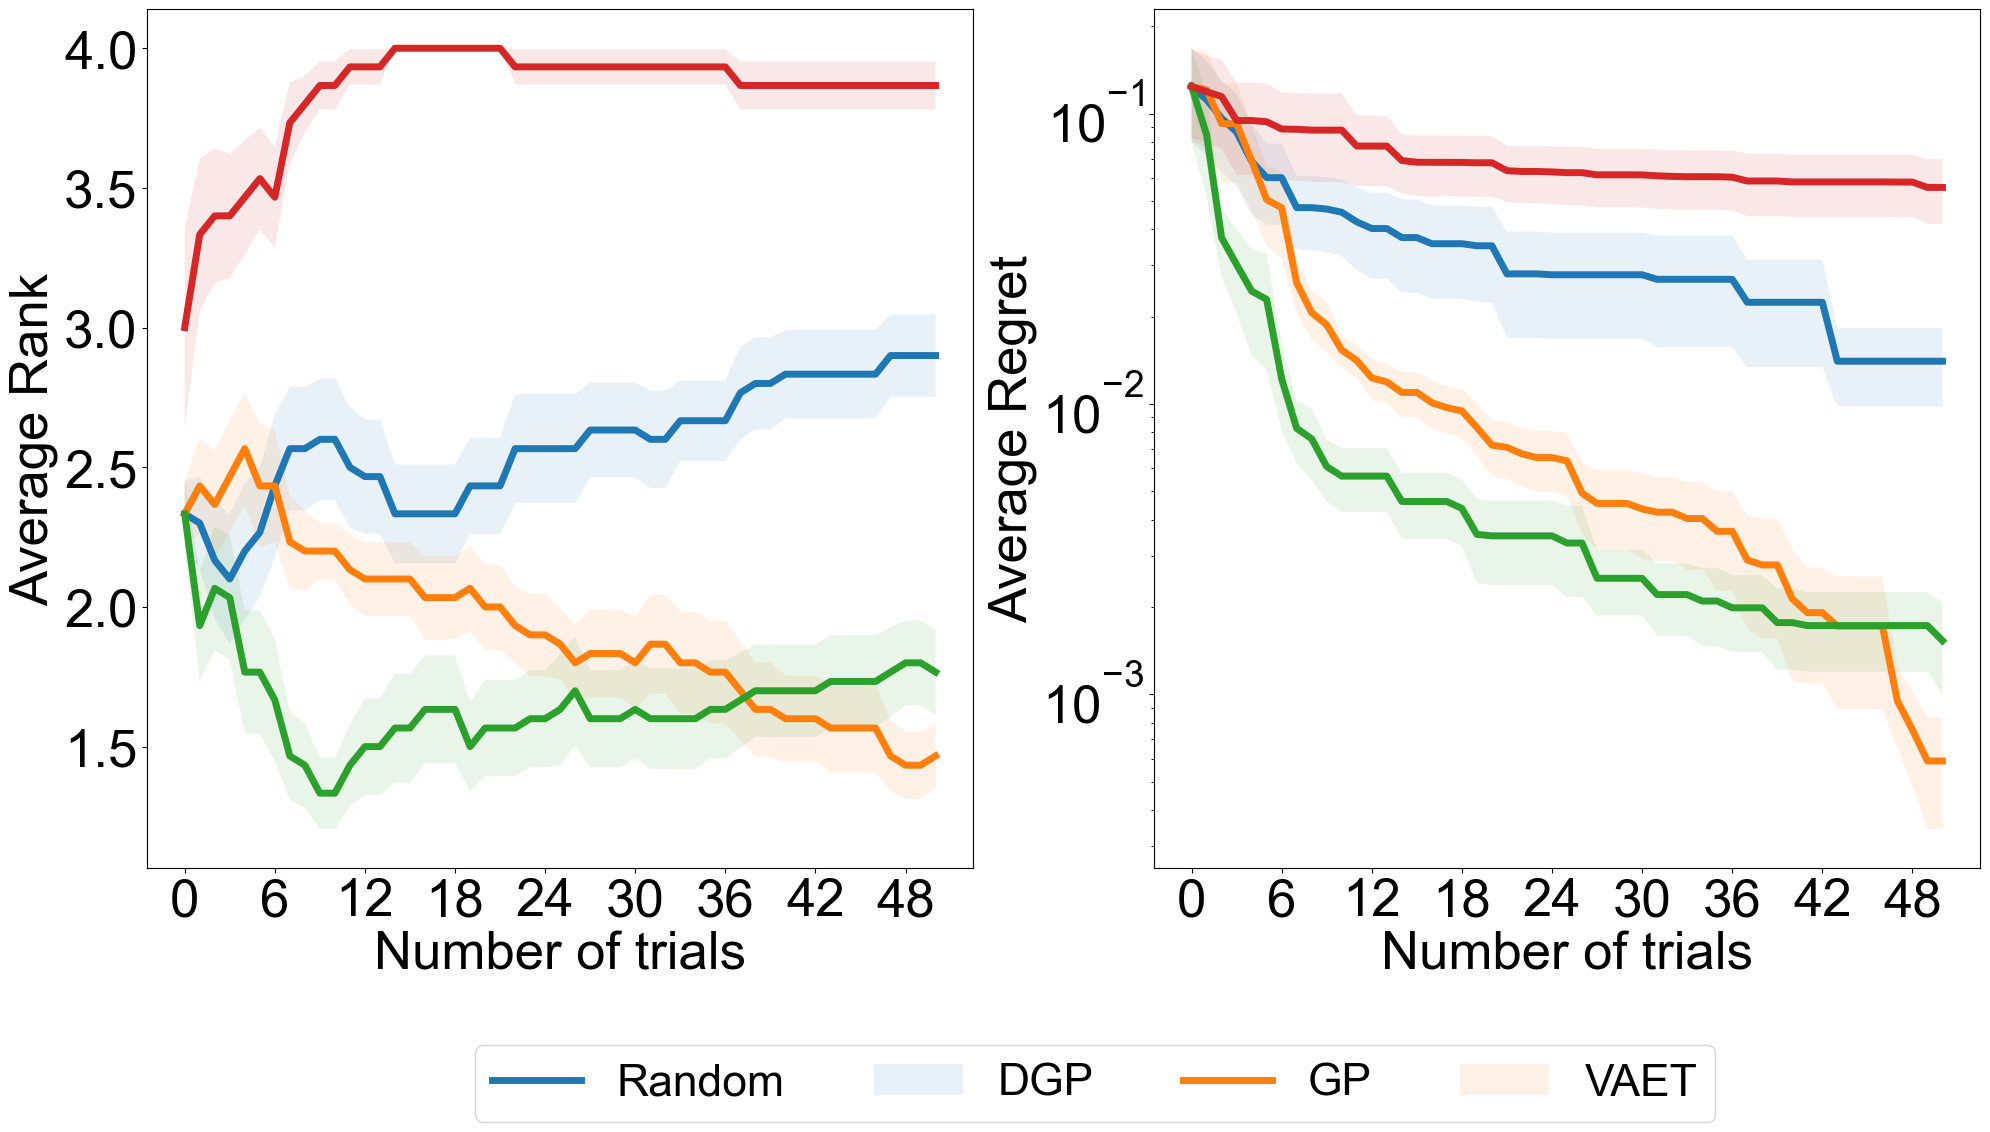 4.0
3.5
3.0
2.5
2.0
1.5
Average Rank
0 6 12 18 24 30 36 42 48
Number of trials
10−1
10−2
10−3
Average Regret
0 6 12 18 24 30 36 42 48
Number of trials
Random DGP GP VAET